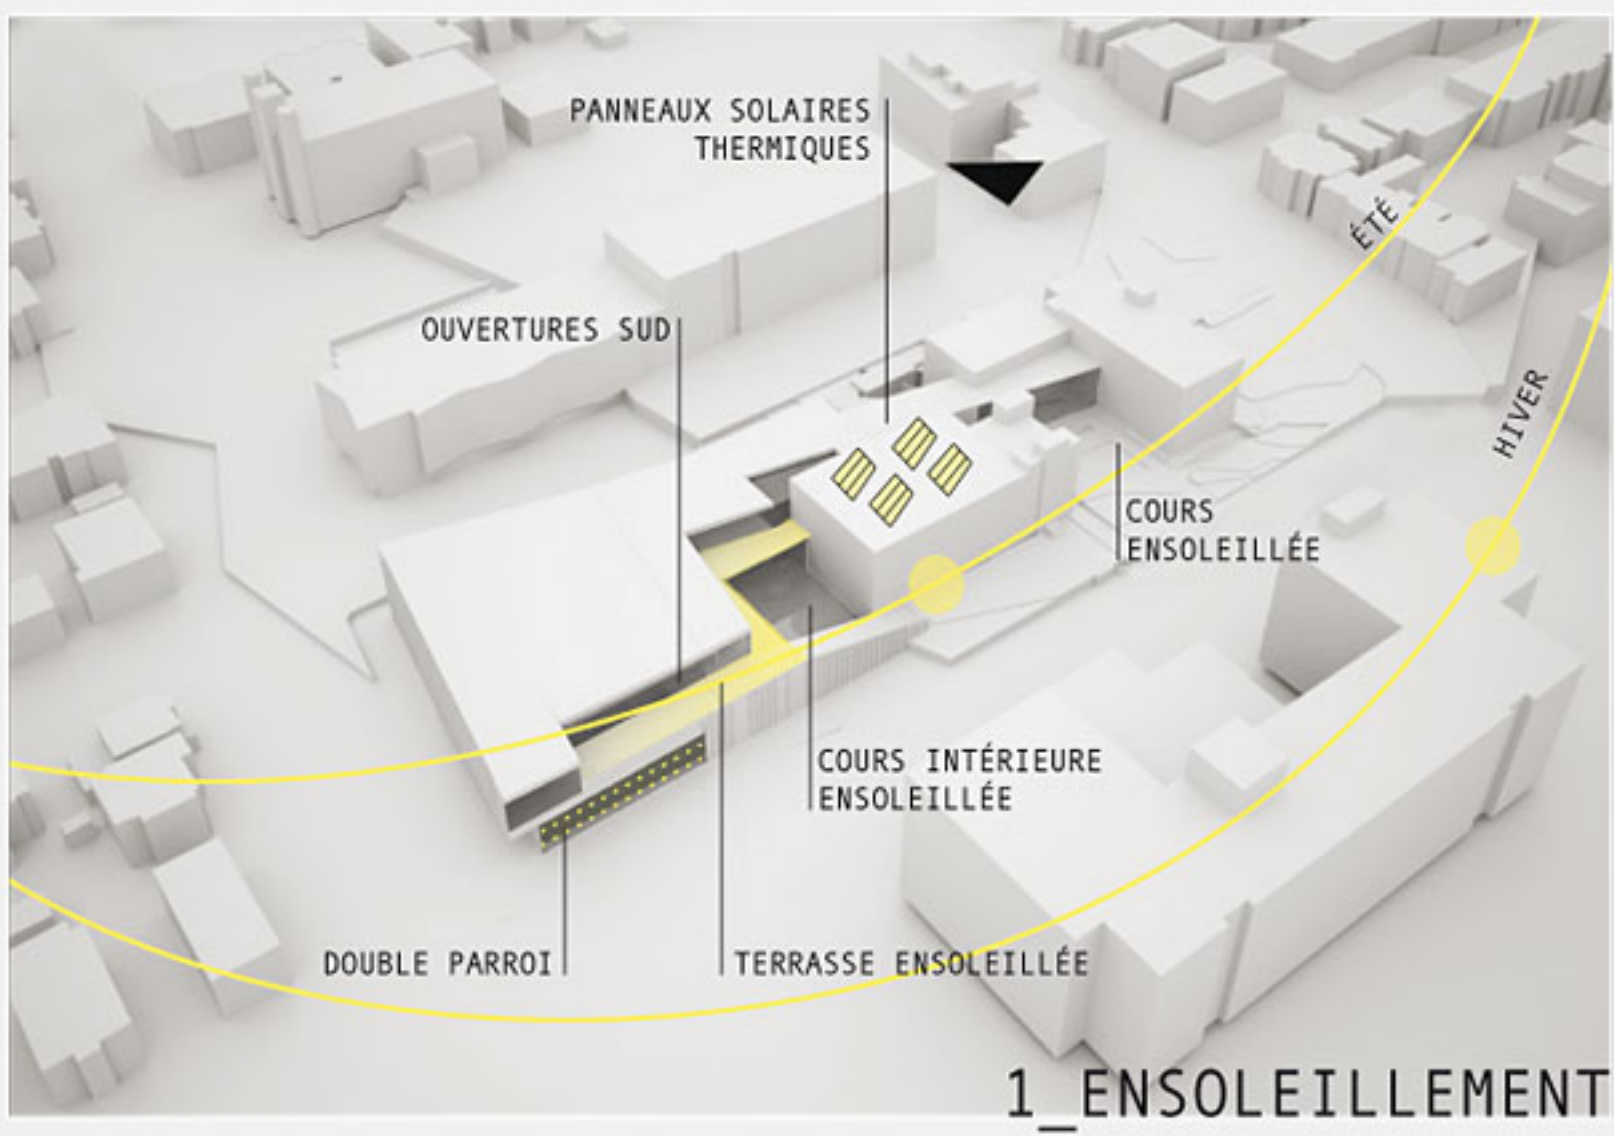 PANNEAUX SOLAIRES
THERMIQUES
ÉTÉ
OUVERTURES SUD
HIVER
COURS
ENSOLEILLÉE
COURS INTÉRIEURE
ENSOLEILLÉE
DOUBLE PARROI
TERRASSE ENSOLEILLÉE
1_ENSOLEILLEMENT